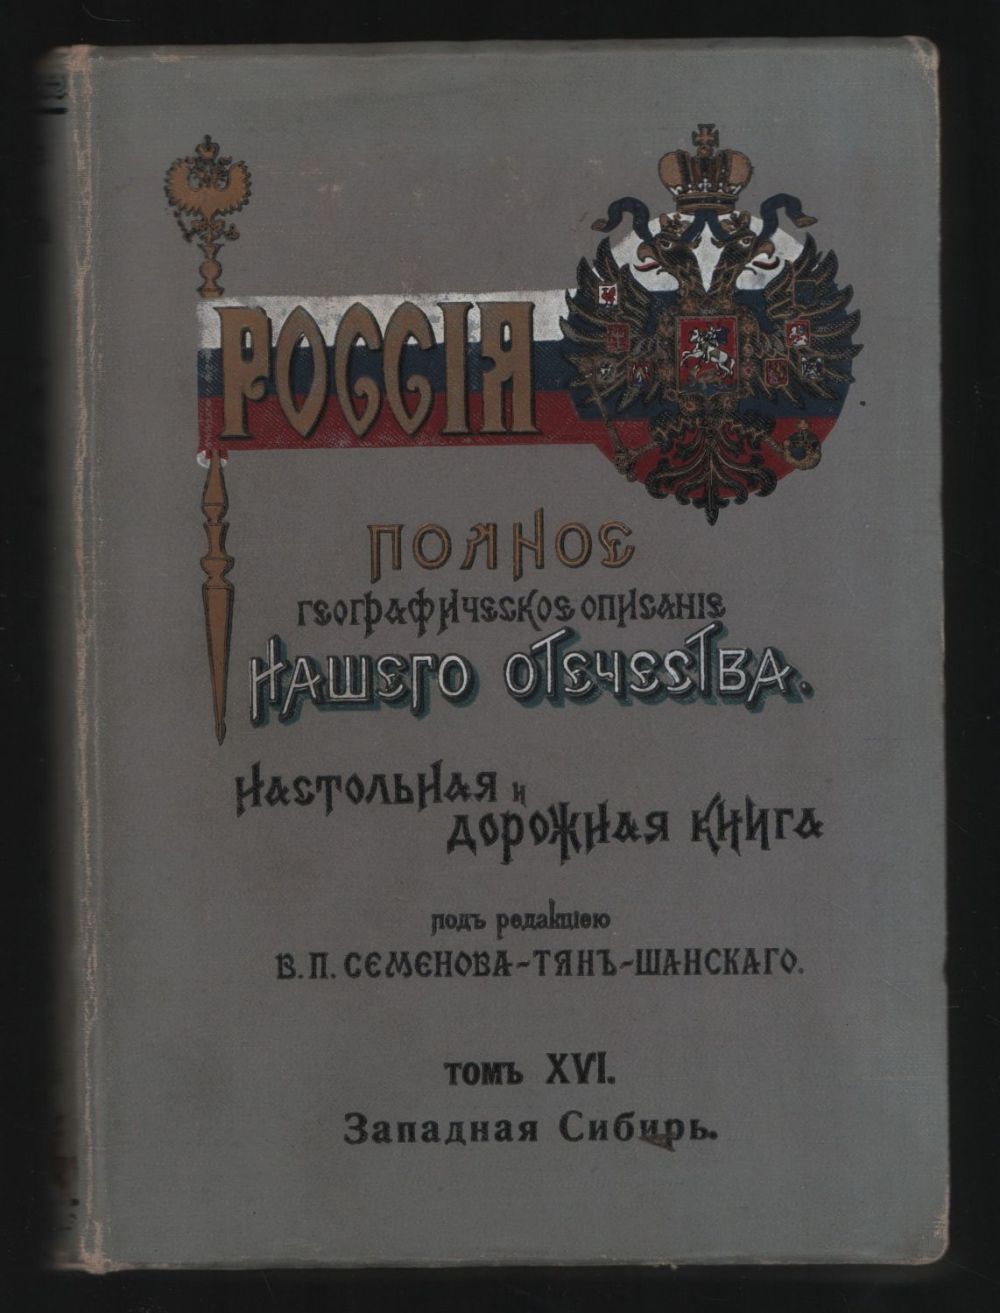 РОССІЯ
ПОЛНОЕ
ГЕОГРАФИЧЕСКОЕ ОПИСАНІЕ
НАШЕГО ОТЕЧЕСТВА.
НАСТОЛЬНАЯ И
ДОРОЖНАЯ КНИГА
подъ редакціею
В. П. СЕМЕНОВА-ТЯНЪ-ШАНСКАГО.
ТОМЪ XVI.
Западная Сибирь.